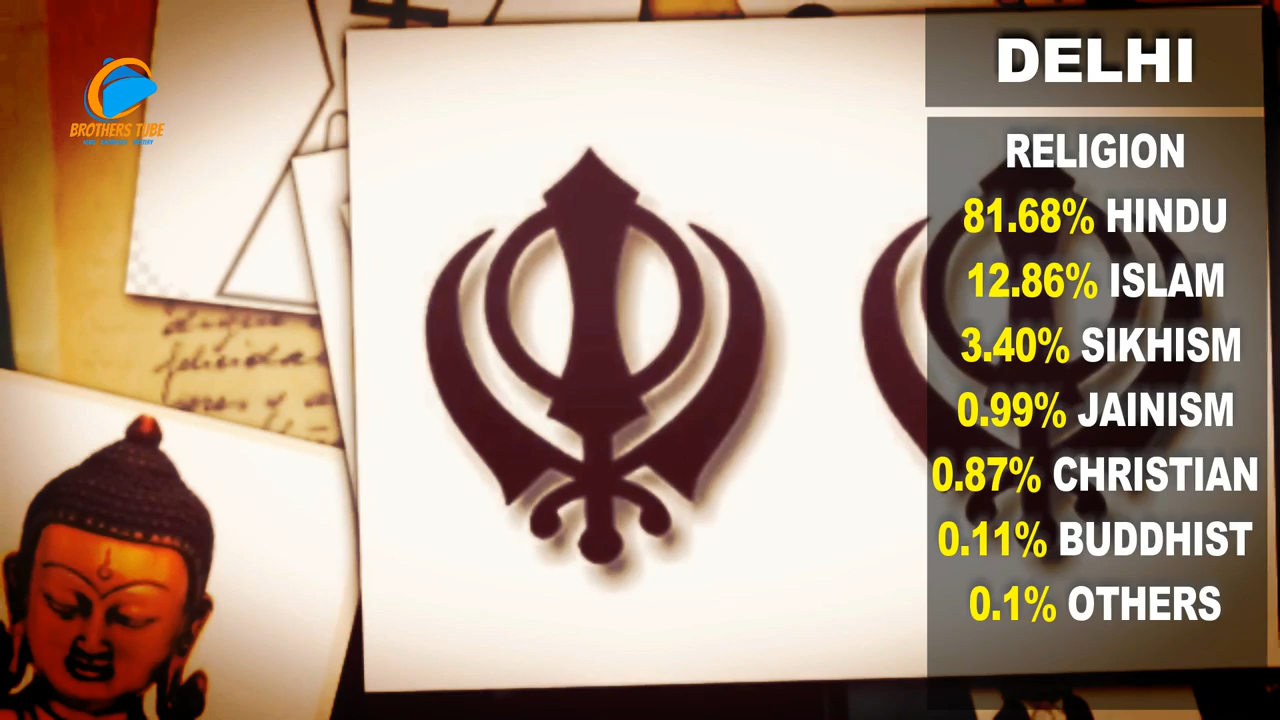 BROTHERS TUBE
DELHI
RELIGION
81.68% HINDU
12.86% ISLAM
3.40% SIKHISM
0.99% JAINISM
0.87% CHRISTIAN
0.11% BUDDHIST
0.1% OTHERS